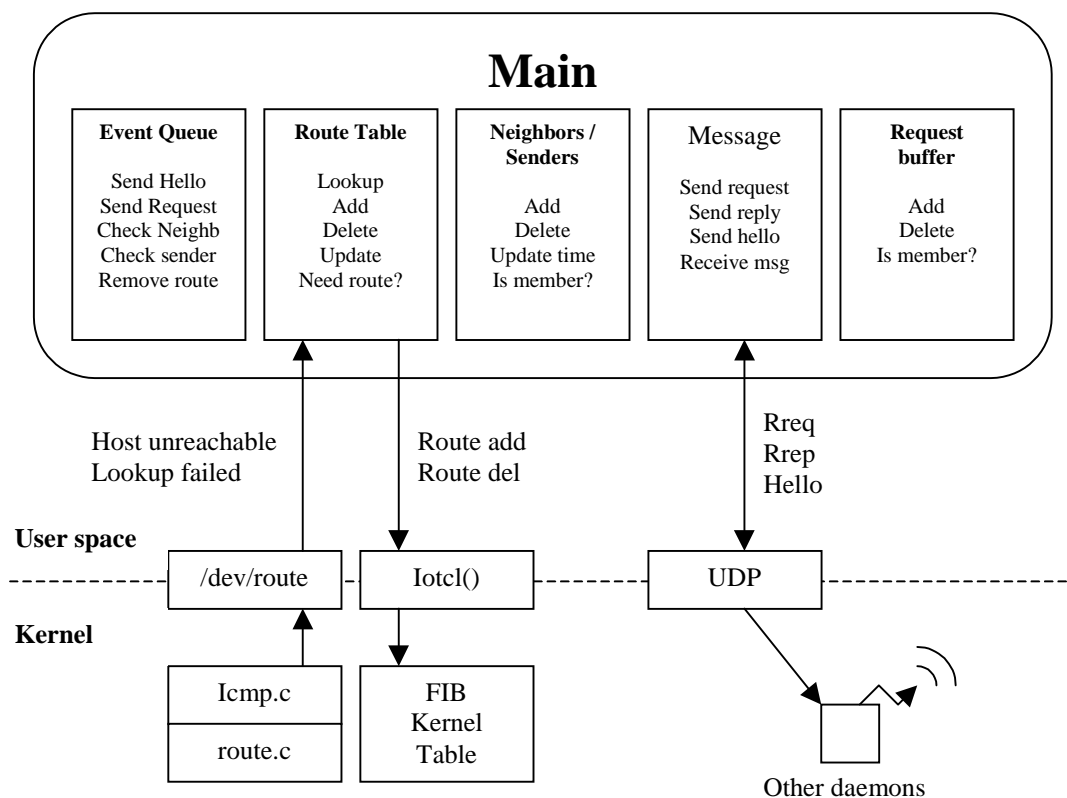 Main
Event Queue
Send Hello
Send Request
Check Neighb
Check sender
Remove route
Route Table
Lookup
Add
Delete
Update
Need route?
Neighbors /
Senders
Add
Delete
Update time
Is member?
Message
Send request
Send reply
Send hello
Receive msg
Request
buffer
Add
Delete
Is member?
Host unreachable
Lookup failed
Route add
Route del
Rreq
Rrep
Hello
User space
/dev/route
Iotcl()
UDP
Kernel
Icmp.c
route.c
FIB
Kernel
Table
Other daemons